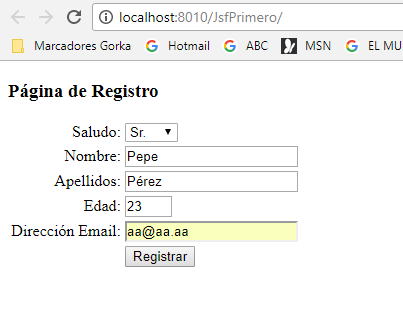 localhost:8010/JsfPrimero/
Marcadores Gorka Hotmail ABC MSN EL MU
Página de Registro
Saludo: Sr.
Nombre: Pepe
Apellidos: Pérez
Edad: 23
Dirección Email: aa@aa.aa
Registrar